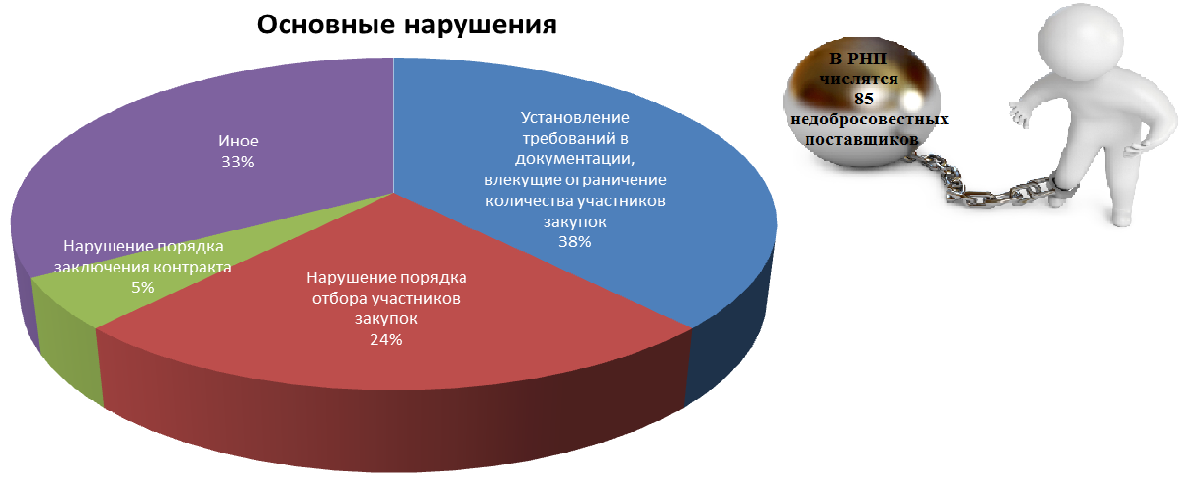 Основные нарушения
Иное
33%
Установление
требований в
документации,
влекущие ограничение
количества участников
закупок
38%
Нарушение порядка
заключения контракта
5%
Нарушение порядка
отбора участников
закупок
24%
В РНП
числятся
85
недобросовестных
поставщиков